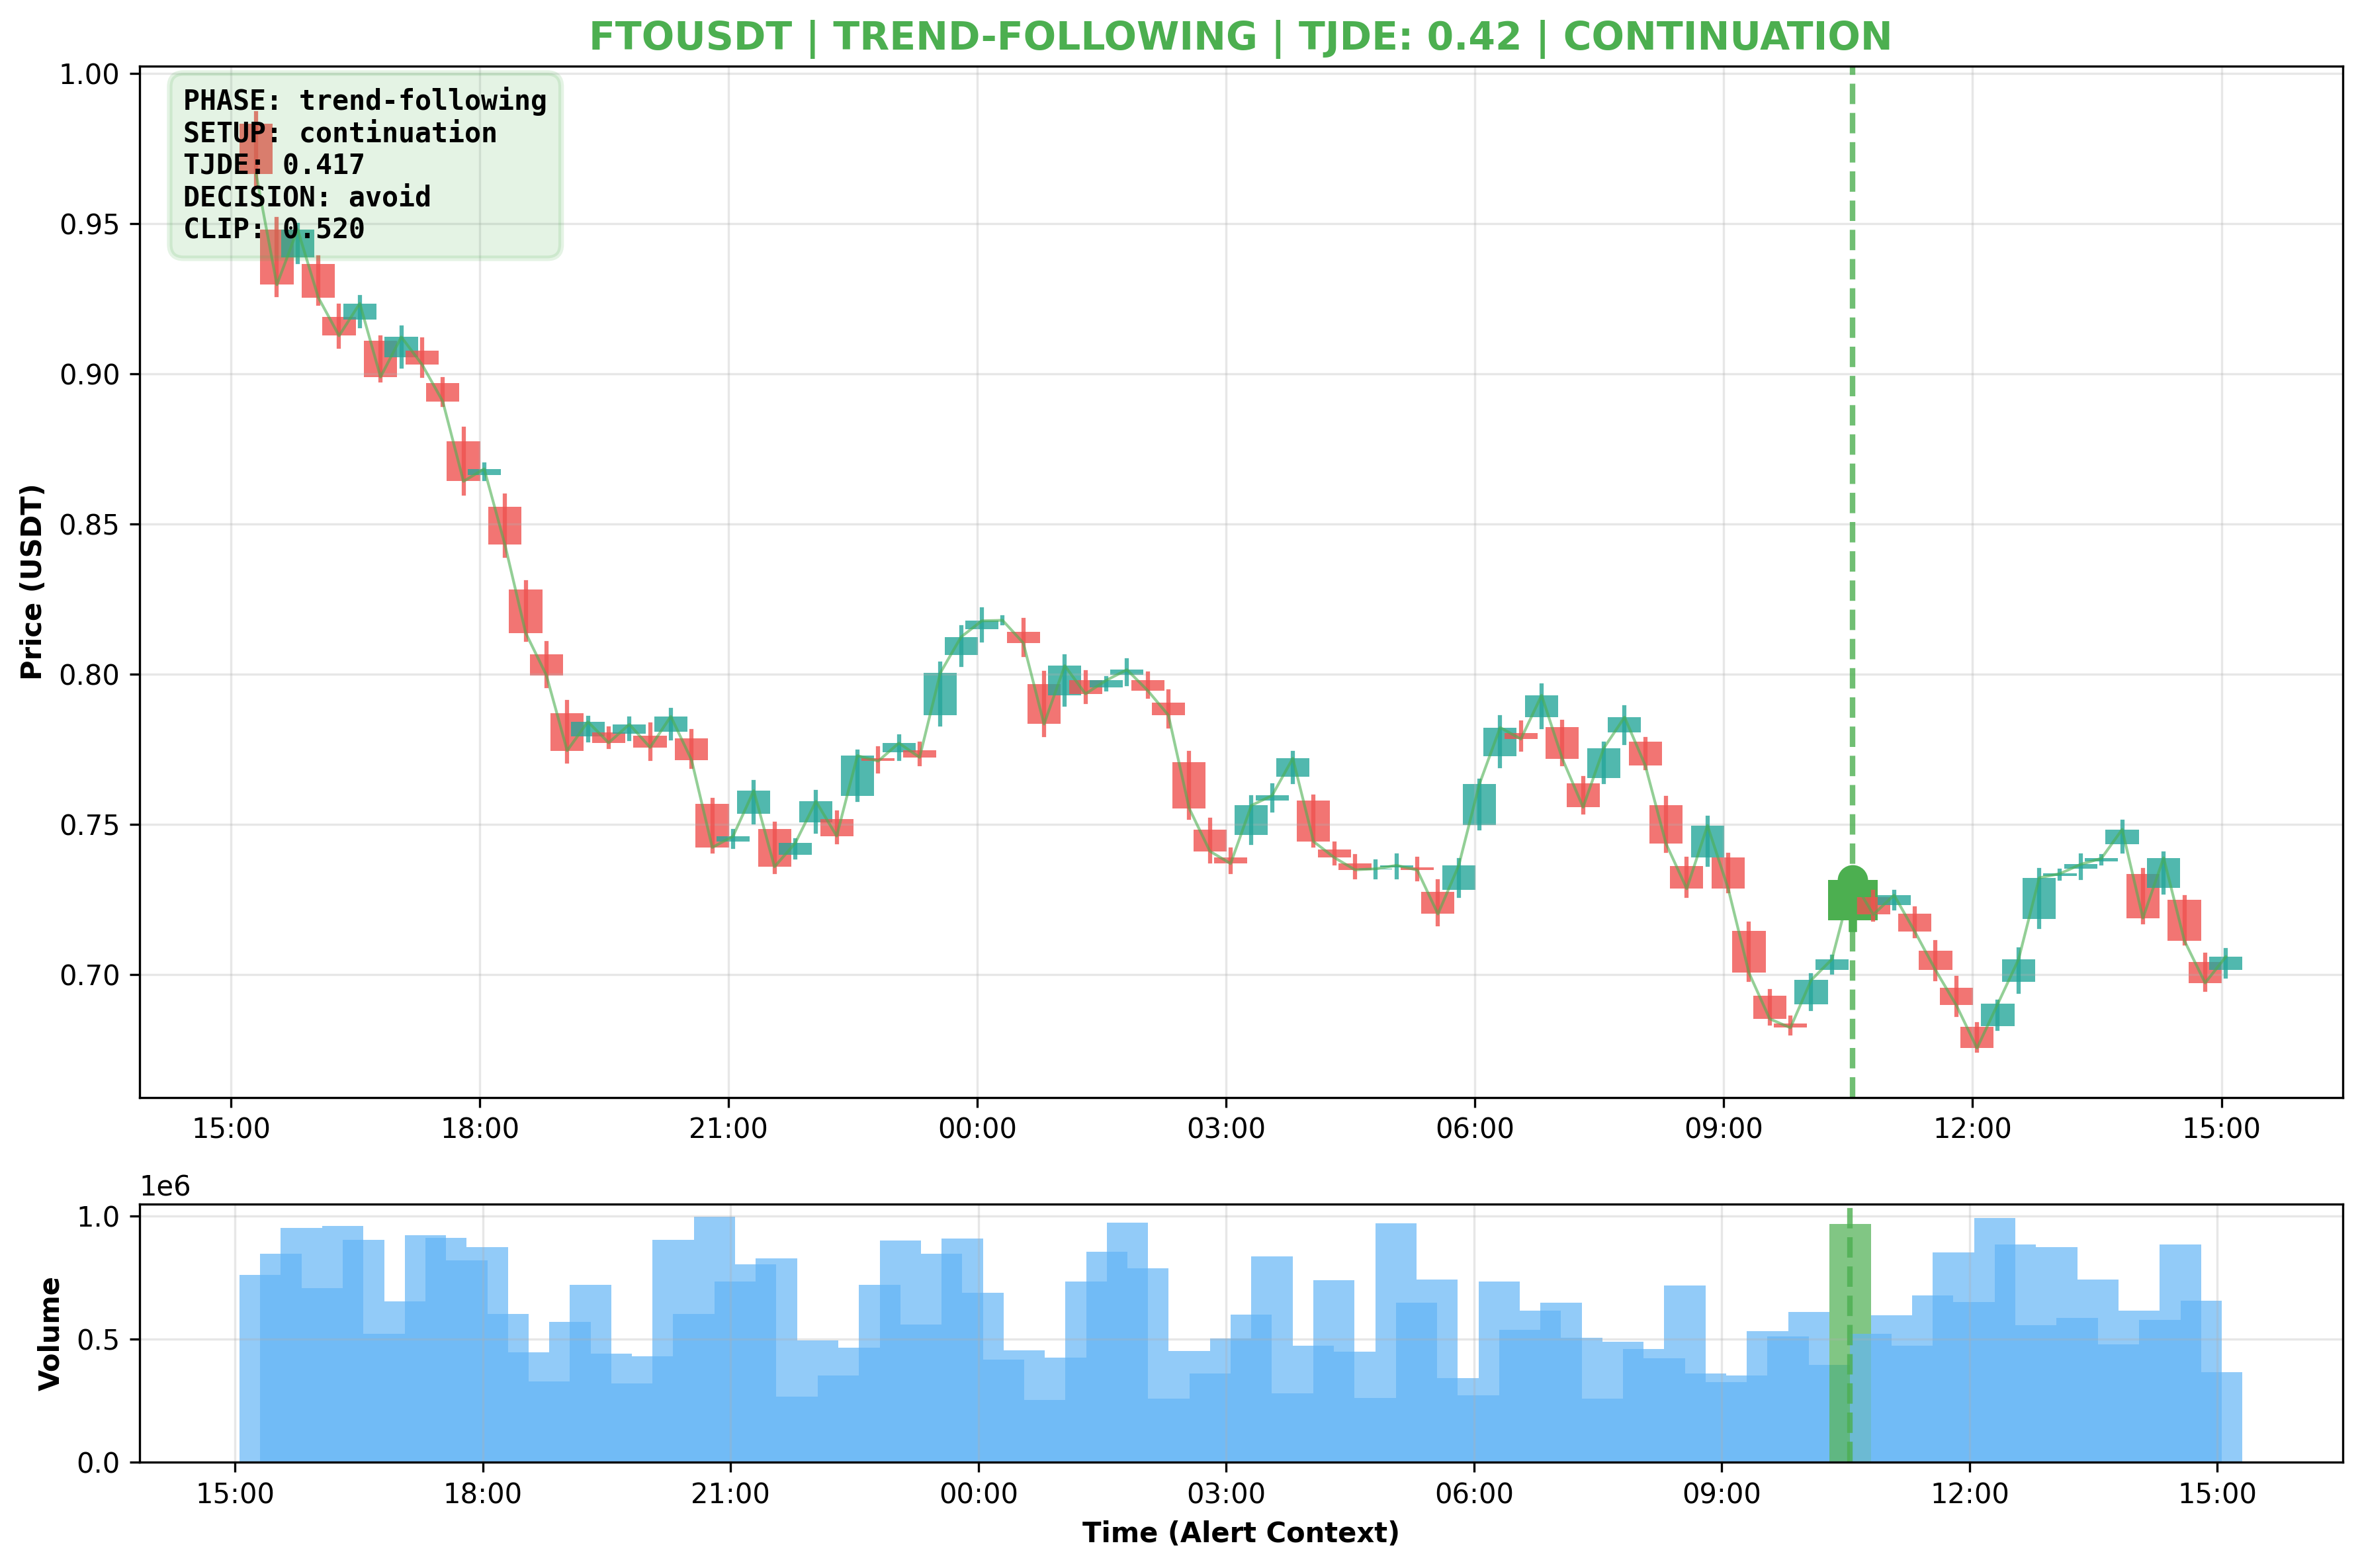 FTOUSDT | TREND-FOLLOWING | TJDE: 0.42 | CONTINUATION
PHASE: trend-following
SETUP: continuation
TJDE: 0.417
DECISION: avoid
CLIP: 0.520
Price (USDT)
1.00
0.95
0.90
0.85
0.80
0.75
0.70
15:00 18:00 21:00 00:00 03:00 06:00 09:00 12:00 15:00
1e6
Volume
1.0
0.5
0.0
15:00 18:00 21:00 00:00 03:00 06:00 09:00 12:00 15:00
Time (Alert Context)